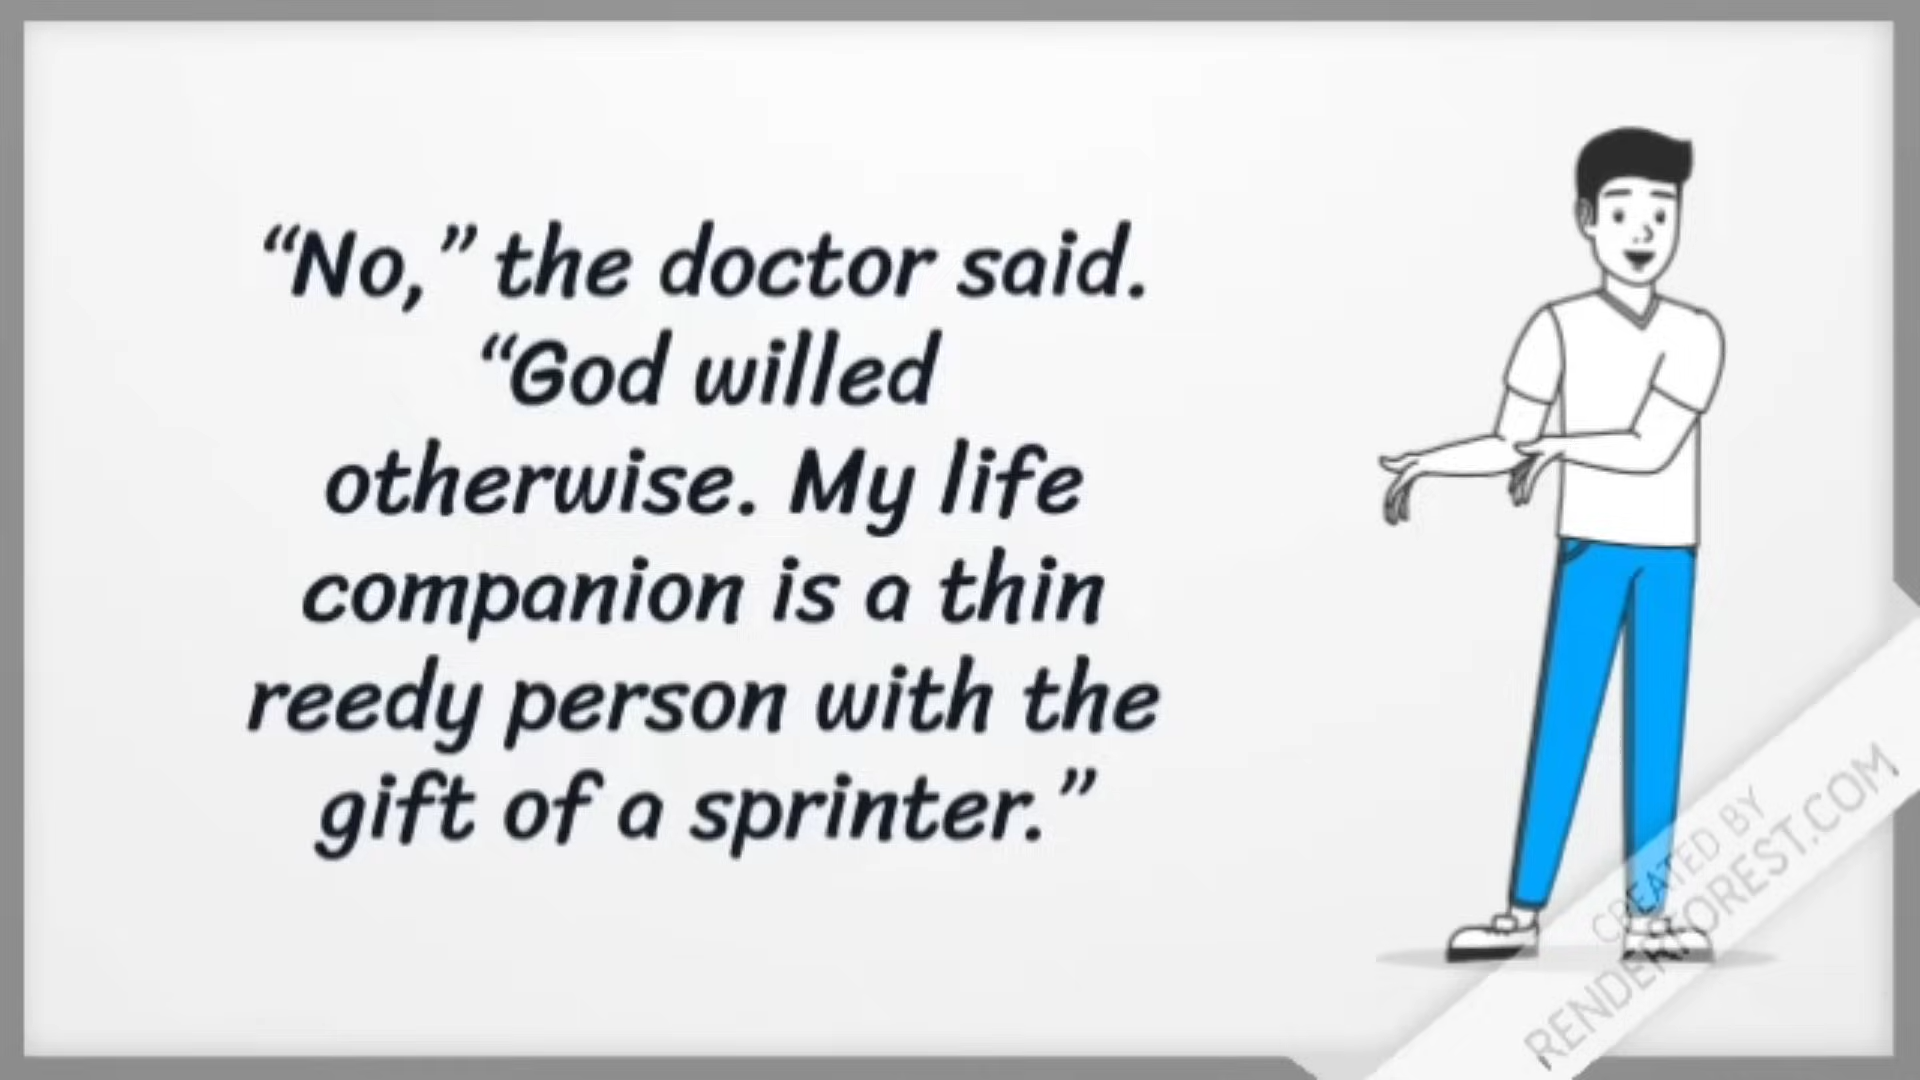 “No,” the doctor said.
“God willed
otherwise. My life
companion is a thin
reedy person with the
gift of a sprinter.”
CREATED BY
RENDERFOREST.COM